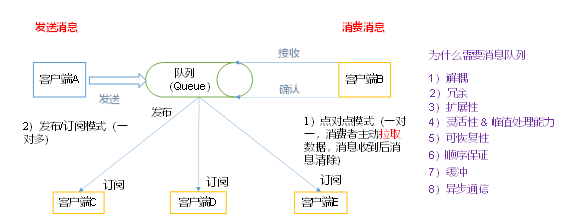 发送消息
消费消息
客户端A
发送
队列
(Queue)
接收
确认
客户端B
发布
2）发布/订阅模式（一
对多）
1）点对点模式（一对
一，消费者主动拉取
数据，消息收到后消
息清除）
订阅
订阅
订阅
客户端C
客户端D
客户端E
为什么需要消息队列
1）解耦
2）冗余
3）扩展性
4）灵活性 & 峰值处理能力
5）可恢复性
6）顺序保证
7）缓冲
8）异步通信